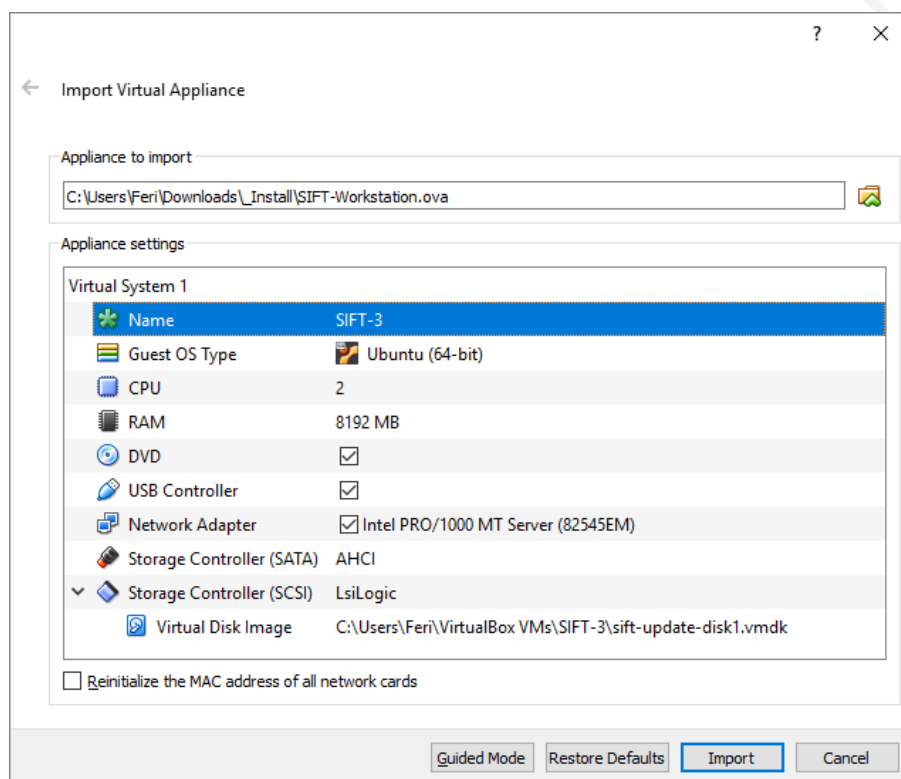 ?
Import Virtual Appliance
Appliance to import
C:\Users\Feri\Downloads\_Install\SIFT-Workstation.ova
Appliance settings
Virtual System 1
Name SIFT-3
Guest OS Type Ubuntu (64-bit)
CPU 2
RAM 8192 MB
DVD
USB Controller
Network Adapter Intel PRO/1000 MT Server (82545EM)
Storage Controller (SATA) AHCI
Storage Controller (SCSI) LsiLogic
Virtual Disk Image C:\Users\Feri\VirtualBox VMs\SIFT-3\sift-update-disk1.vmdk
Reinitialize the MAC address of all network cards
Guided Mode Restore Defaults Import Cancel